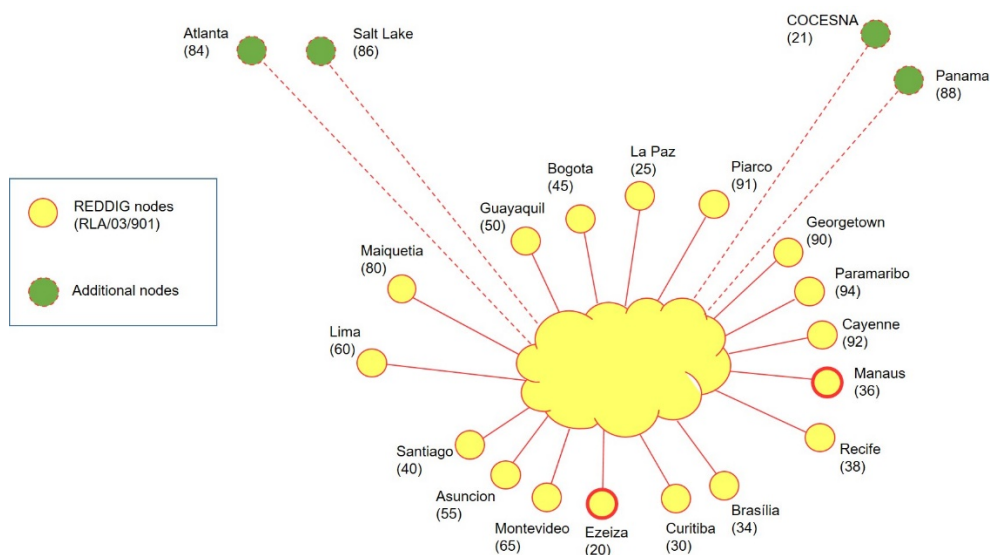 Atlanta
(84)
Salt Lake
(86)
COCESNA
(21)
Panama
(88)
La Paz
(25)
Bogota
(45)
Piarco
(91)
Guayaquil
(50)
Georgetown
(90)
REDDIG nodes
(RLA/03/901)
Maiquetia
(80)
Paramaribo
(94)
Additional nodes
Lima
(60)
Cayenne
(92)
Manaus
(36)
Santiago
(40)
Recife
(38)
Asuncion
(55)
Montevideo
(65)
Ezeiza
(20)
Curitiba
(30)
Brasília
(34)